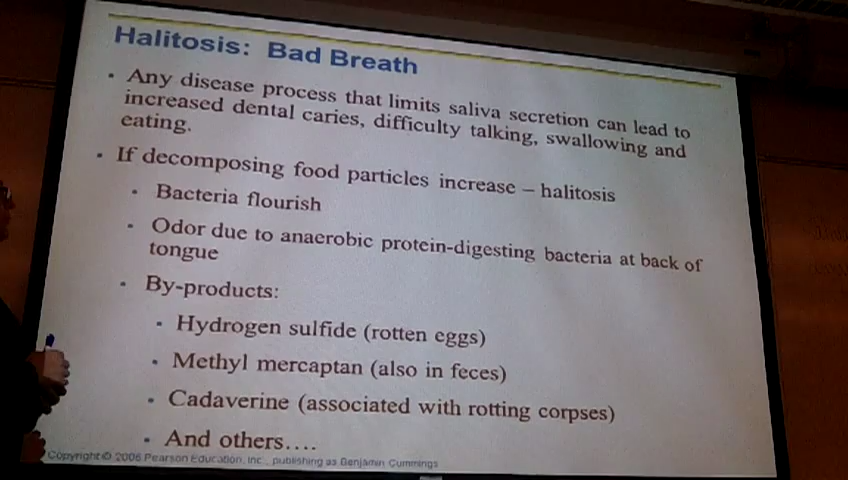 Halitosis: Bad Breath
• Any disease process that limits saliva secretion can lead to
increased dental caries, difficulty talking, swallowing and
eating.
• If decomposing food particles increase – halitosis
• Bacteria flourish
• Odor due to anaerobic protein-digesting bacteria at back of
tongue
• By-products:
• Hydrogen sulfide (rotten eggs)
• Methyl mercaptan (also in feces)
• Cadaverine (associated with rotting corpses)
• And others….
Copyright © 2006 Pearson Education, Inc., publishing as Benjamin Cummings